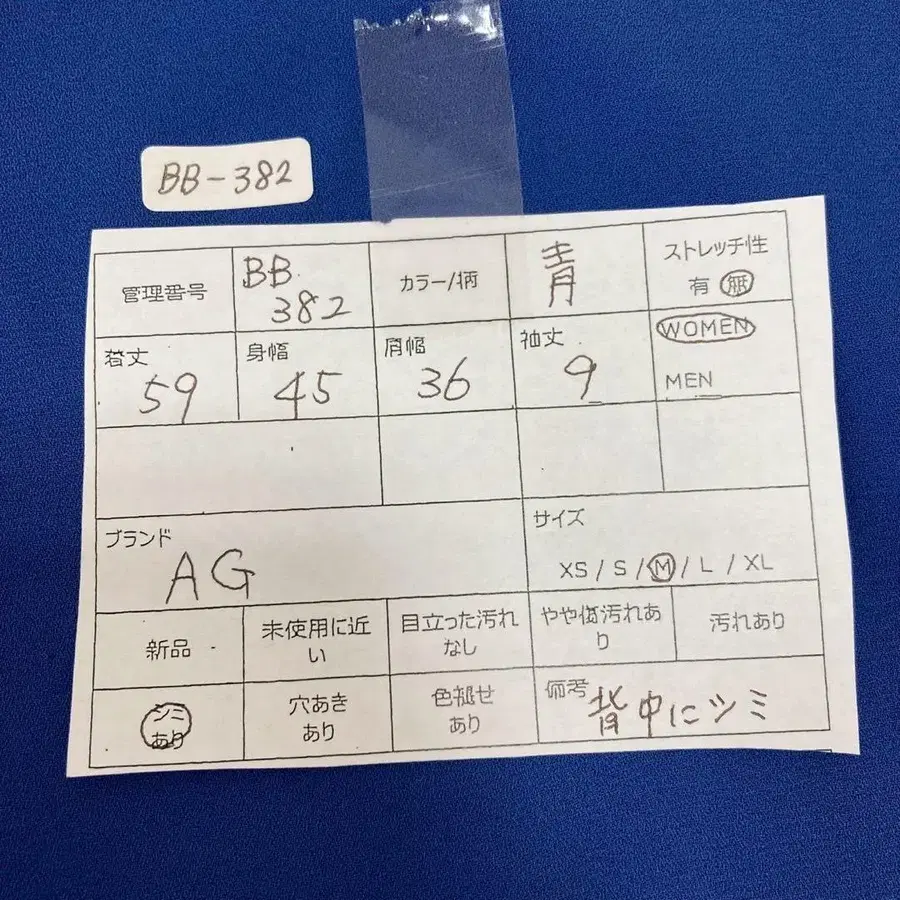 BB-382
管理番号
BB
382
カラー/柄
青
ストレッチ性
有 無
着丈
59
身幅
45
肩幅
36
袖丈
9
WOMEN
MEN
ブランド
AG
サイズ
XS / S / M / L / XL
新品
未使用に近
い
目立った汚れ
なし
やや傷汚れあ
り
汚れあり
シミ
あり
穴あき
あり
色褪せ
あり
備考
背中にシミ